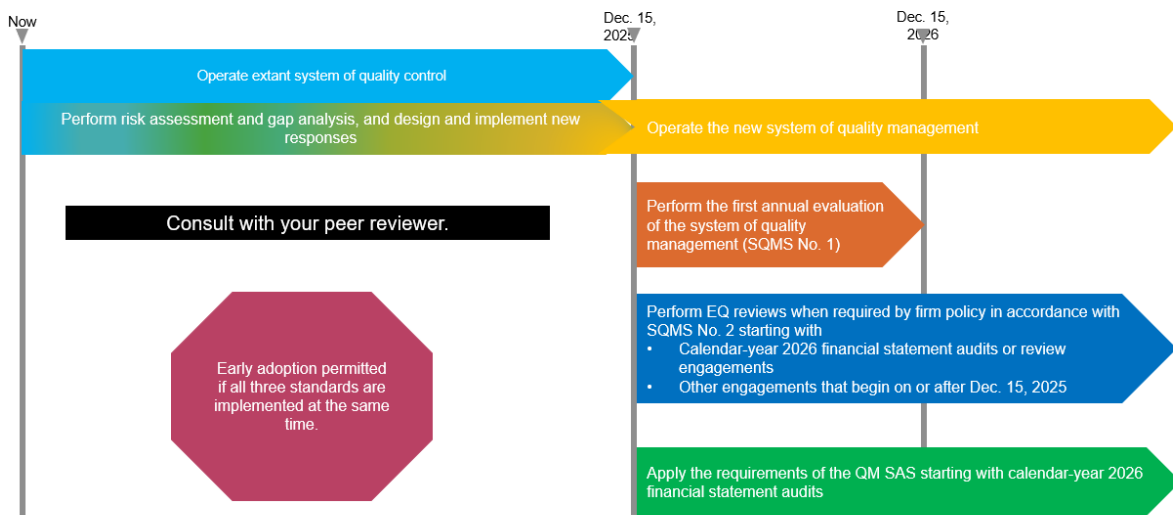 Now
Dec. 15,
2025
Dec. 15,
2026
Operate extant system of quality control
Perform risk assessment and gap analysis, and design and implement new
responses
Operate the new system of quality management
Perform the first annual evaluation
of the system of quality
management (SQMS No. 1)
Consult with your peer reviewer.
Perform EQ reviews when required by firm policy in accordance with
SQMS No. 2 starting with
• Calendar-year 2026 financial statement audits or review
engagements
• Other engagements that begin on or after Dec. 15, 2025
Early adoption permitted
if all three standards are
implemented at the same
time.
Apply the requirements of the QM SAS starting with calendar-year 2026
financial statement audits